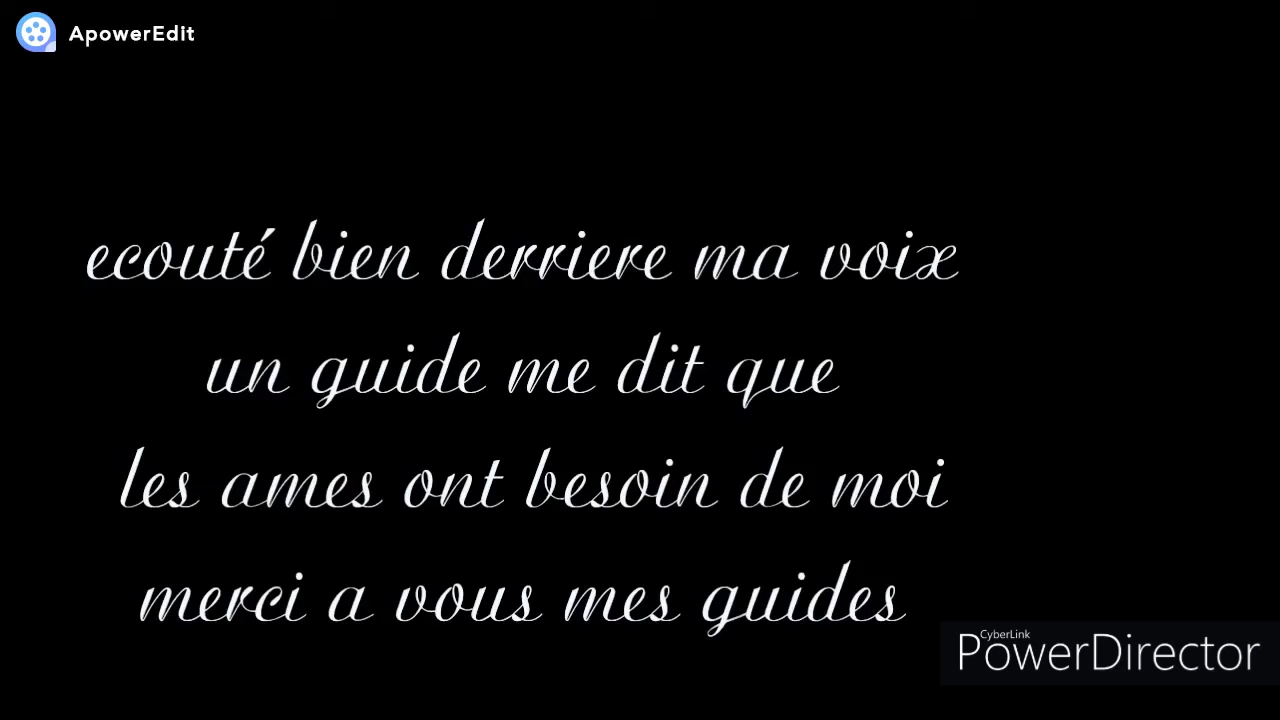 ApowerEdit
ecouté bien derriere ma voix
un guide me dit que
les ames ont besoin de moi
merci a vous mes guides
CyberLink
PowerDirector